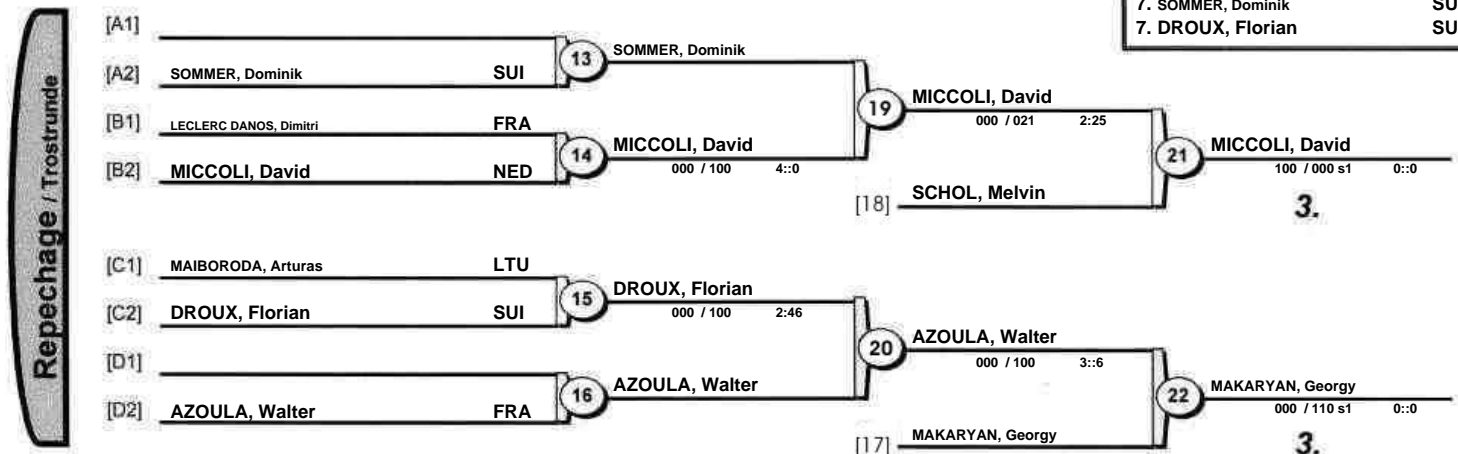 7. SOMMER, Dominik SU
7. DROUX, Florian SU
Repechage / Trostrunde
[A1]
[A2] SOMMER, Dominik SUI
13 SOMMER, Dominik
[B1] LECLERC DANOS, Dimitri FRA
[B2] MICCOLI, David NED
14 MICCOLI, David
000 / 100 4::0
19 MICCOLI, David
000 / 021 2:25
[18] SCHOL, Melvin
21 MICCOLI, David
100 / 000 s1 0::0
3.
[C1] MAIBORODA, Arturas LTU
[C2] DROUX, Florian SUI
15 DROUX, Florian
000 / 100 2:46
[D1]
[D2] AZOULA, Walter FRA
16 AZOULA, Walter
20 AZOULA, Walter
000 / 100 3::6
[17] MAKARYAN, Georgy
22 MAKARYAN, Georgy
000 / 110 s1 0::0
3.